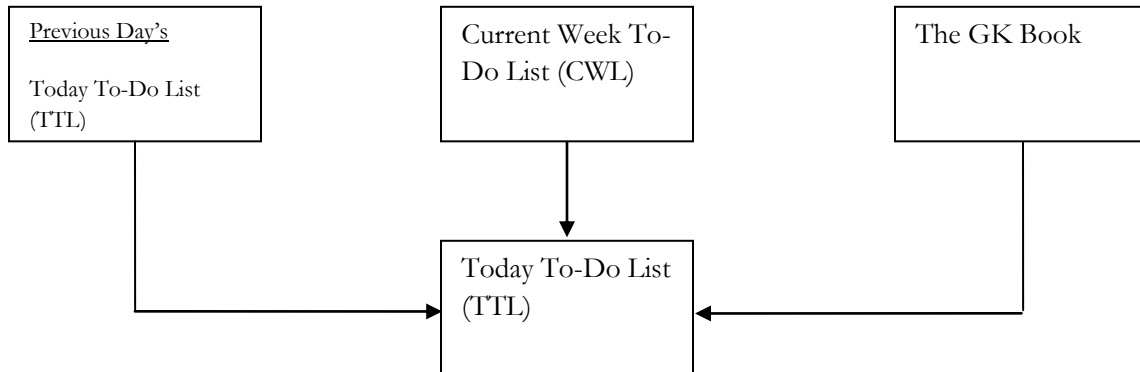 Previous Day’s
Today To-Do List
(TTL)
Current Week To-
Do List (CWL)
The GK Book
Today To-Do List
(TTL)